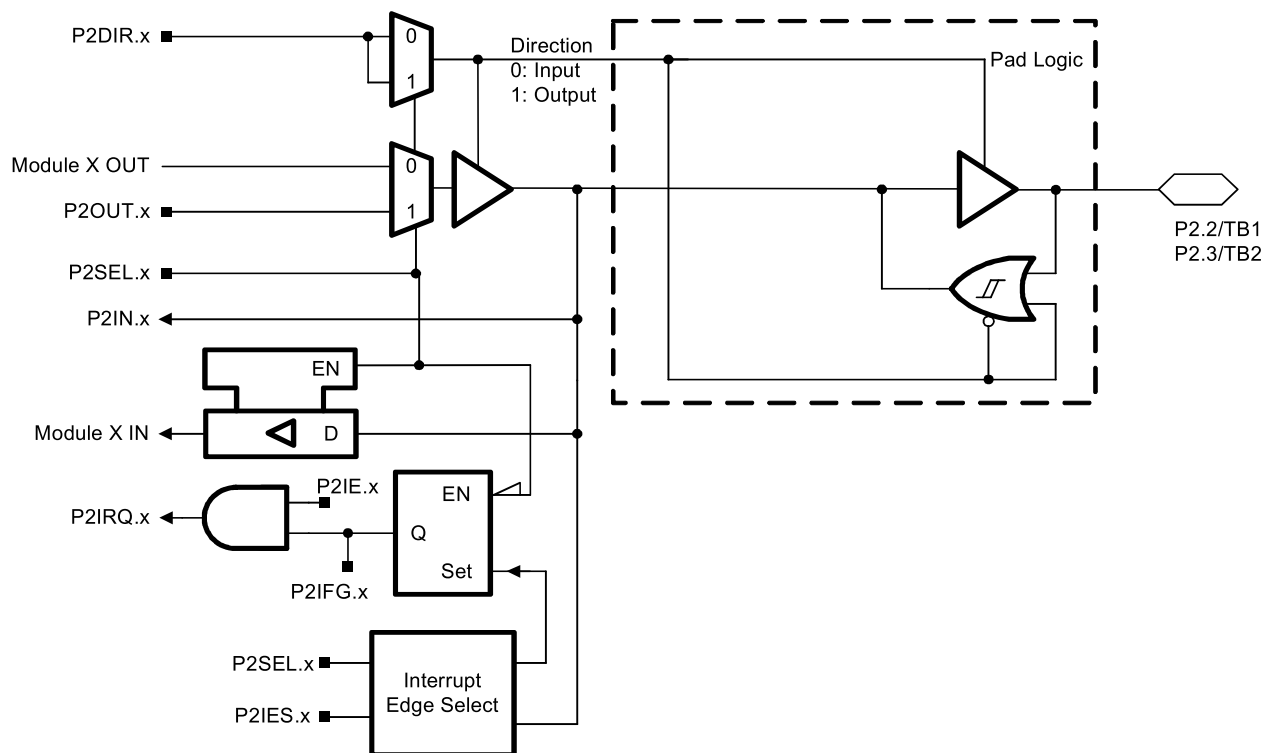 P2DIR.x
0
1
Direction
0: Input
1: Output
Pad Logic
Module X OUT
0
P2OUT.x
1
P2.2/TB1
P2.3/TB2
P2SEL.x
P2IN.x
EN
Module X IN
D
P2IE.x
EN
P2IRQ.x
Q
Set
P2IFG.x
P2SEL.x
Interrupt
Edge Select
P2IES.x